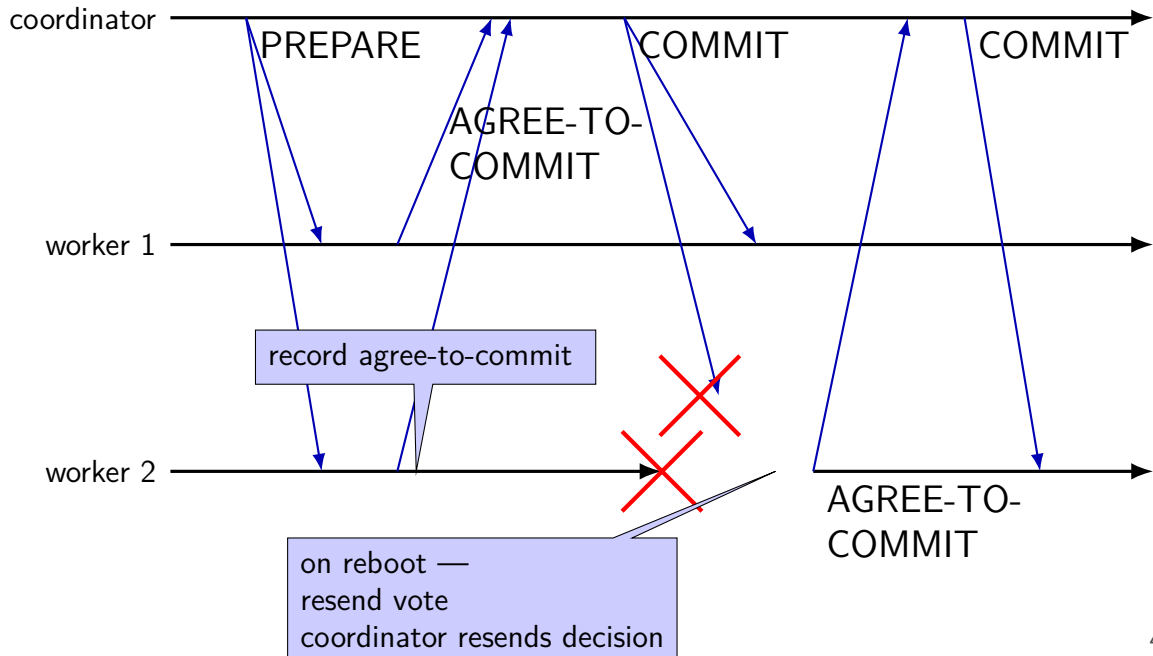 coordinator
PREPARE
COMMIT
COMMIT
AGREE-TO-
COMMIT
worker 1
record agree-to-commit
worker 2
AGREE-TO-
COMMIT
on reboot —
resend vote
coordinator resends decision